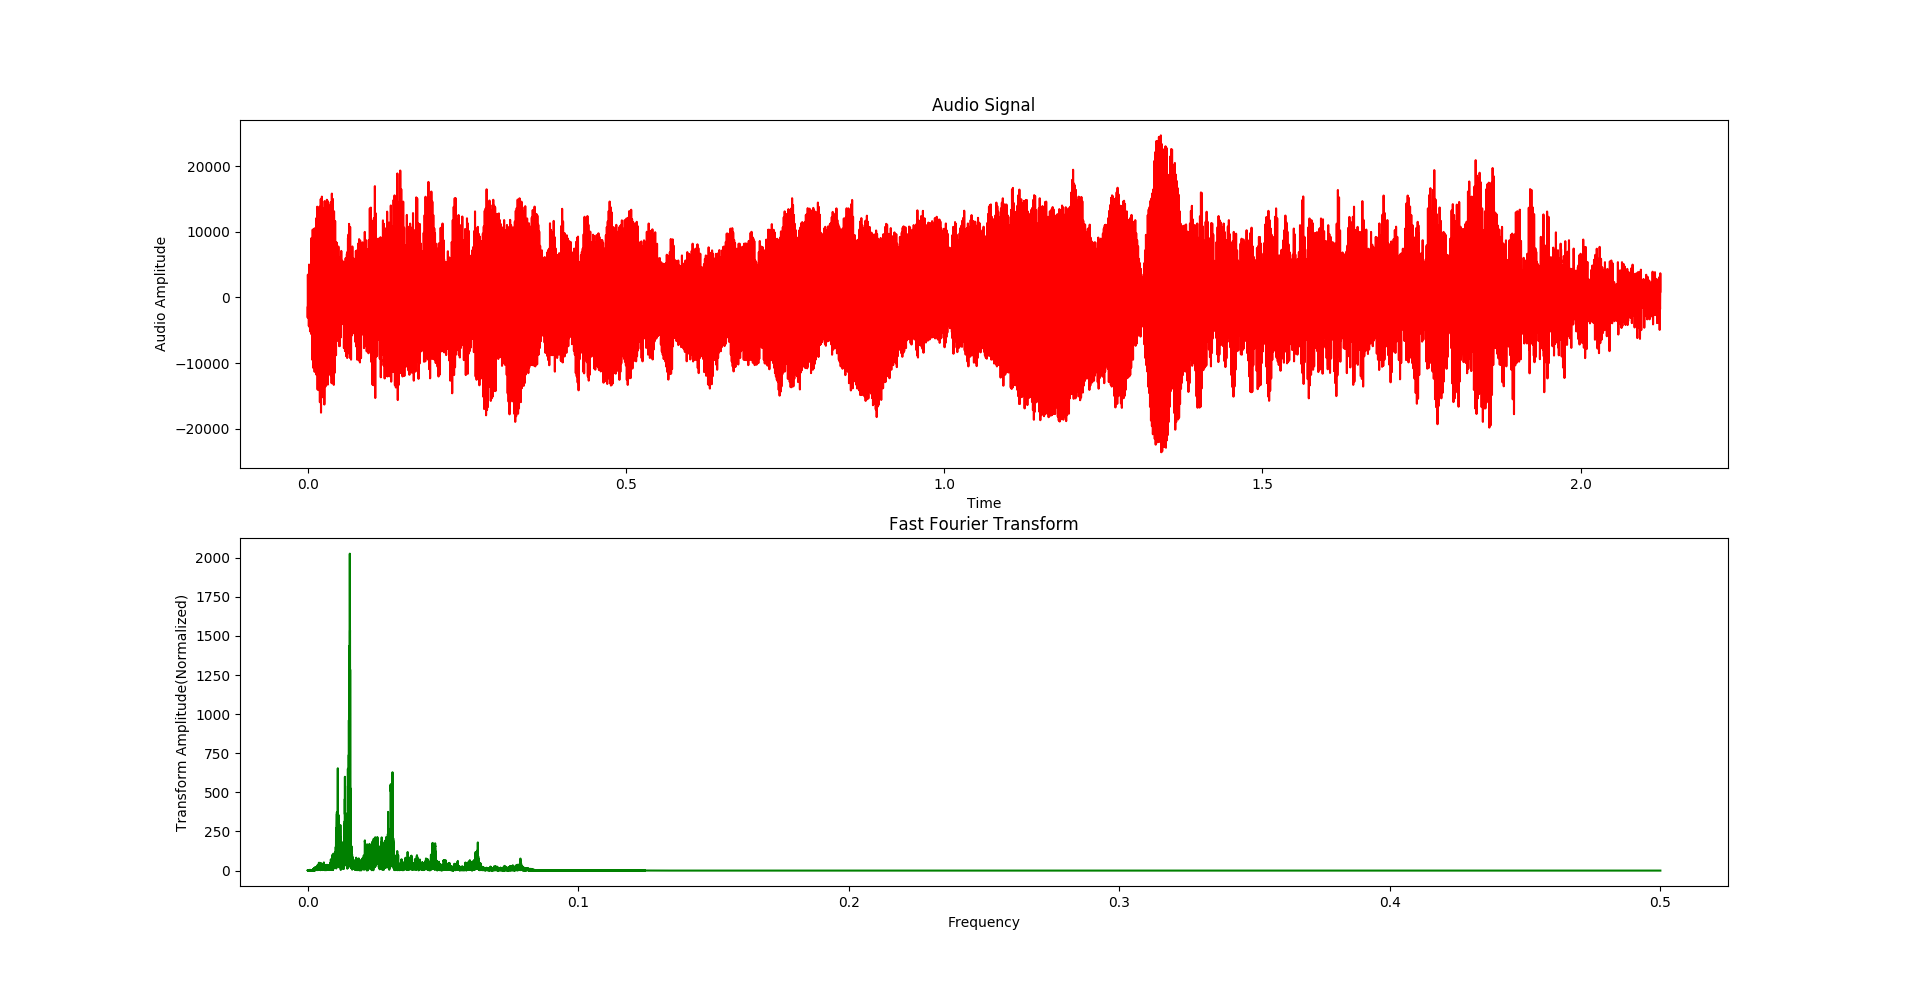 Audio Signal
Audio Amplitude
20000
10000
0
−10000
−20000
0.0 0.5 1.0 1.5 2.0
Time
Fast Fourier Transform
Transform Amplitude(Normalized)
2000
1750
1500
1250
1000
750
500
250
0
0.0 0.1 0.2 0.3 0.4 0.5
Frequency